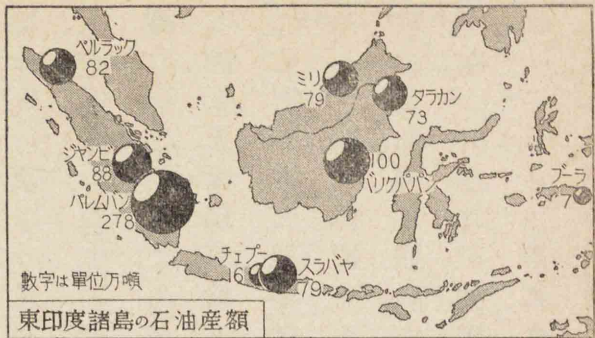 ペルラック
82
ミリ
79
タラカン
73
ジャンビ
88
パレムバン
278
100
バリクパパン
ブーラ
7
チェプー
16
スラバヤ
79
數字は單位万噸
東印度諸島の石油産額